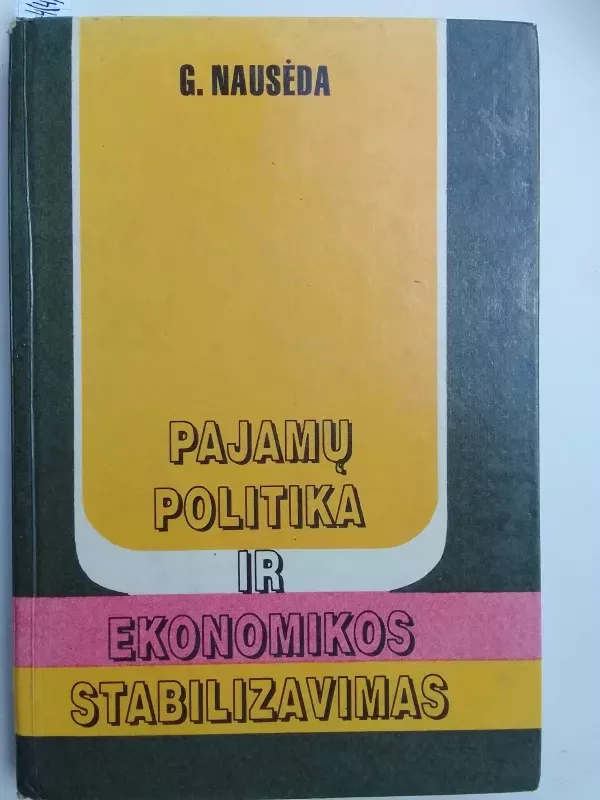 G. NAUSĖDA
PAJAMŲ
POLITIKA
IR
EKONOMIKOS
STABILIZAVIMAS